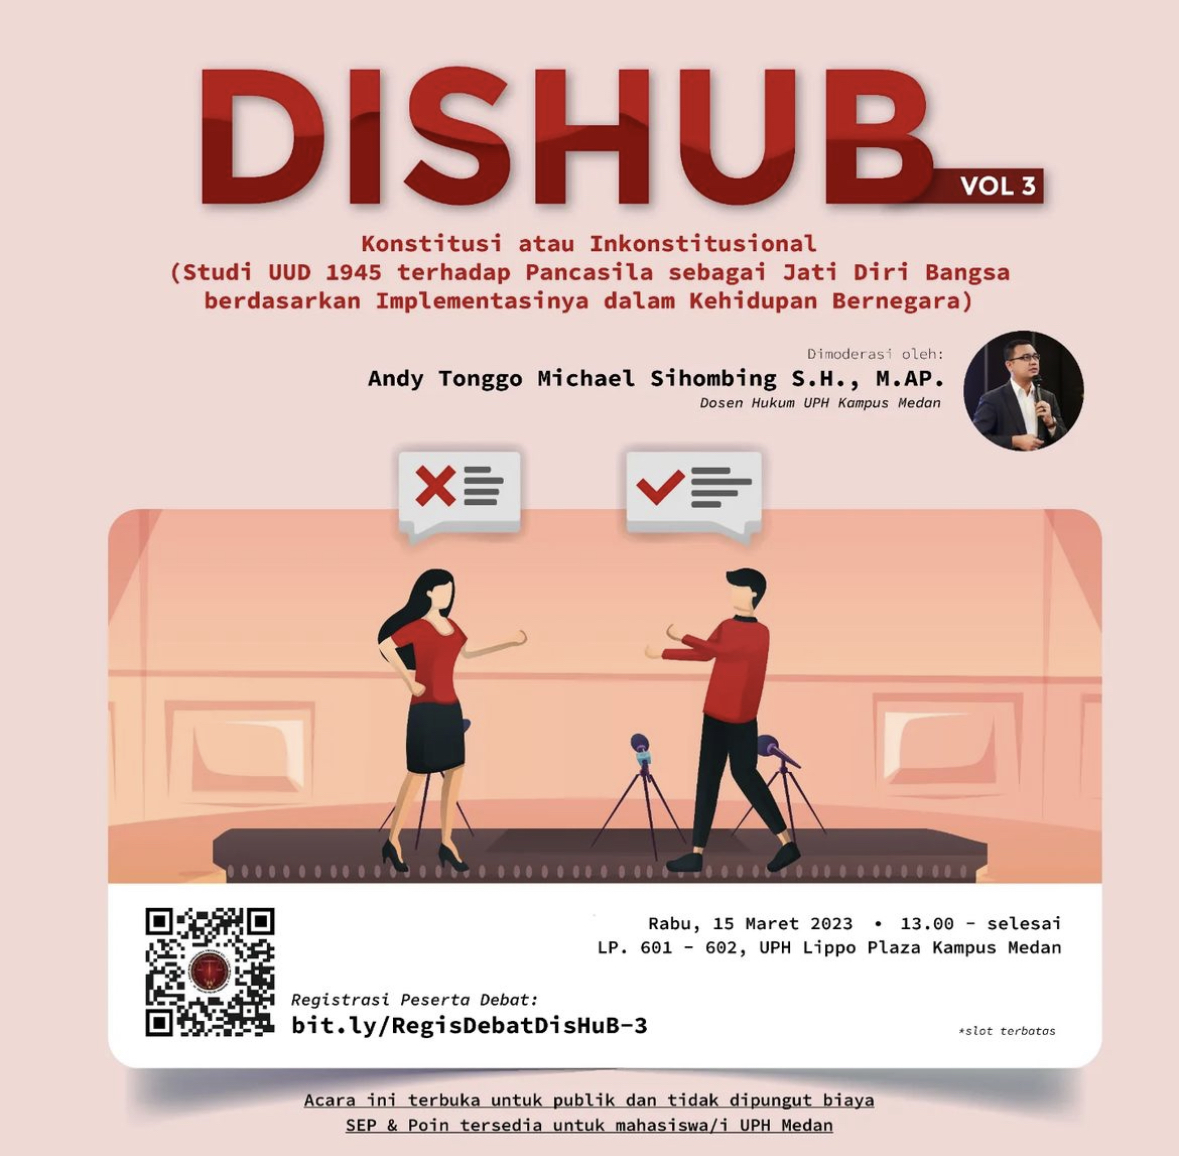 DISHUB
VOL 3
Konstitusi atau Inkonstitusional
(Studi UUD 1945 terhadap Pancasila sebagai Jati Diri Bangsa
berdasarkan Implementasinya dalam Kehidupan Bernegara)
Dimoderasi oleh:
Andy Tonggo Michael Sihombing S.H., M.AP.
Dosen Hukum UPH Kampus Medan
Rabu, 15 Maret 2023 • 13.00 - selesai
LP. 601 - 602, UPH Lippo Plaza Kampus Medan
Registrasi Peserta Debat:
bit.ly/RegisDebatDisHuB-3
*slot terbatas
Acara ini terbuka untuk publik dan tidak dipungut biaya
SEP & Poin tersedia untuk mahasiswa/i UPH Medan